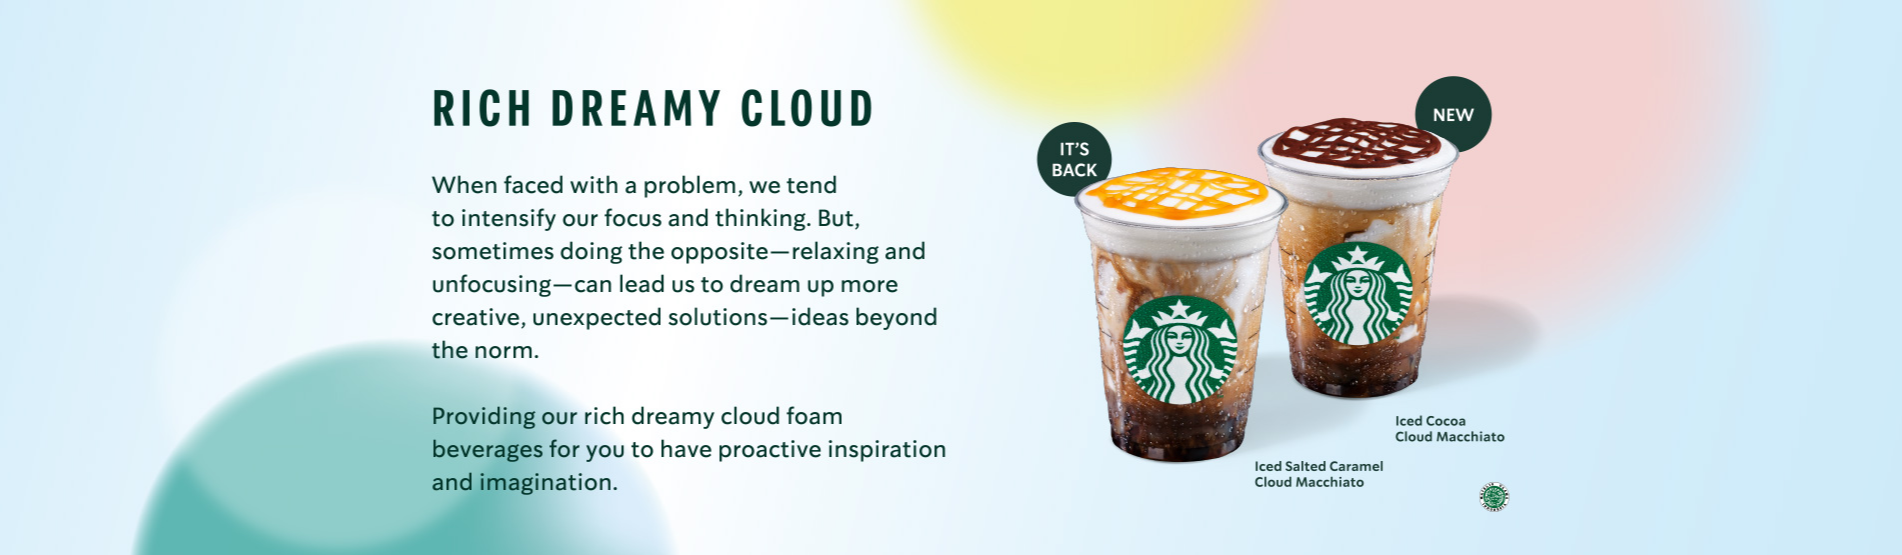 RICH DREAMY CLOUD
When faced with a problem, we tend
to intensify our focus and thinking. But,
sometimes doing the opposite—relaxing and
unfocusing—can lead us to dream up more
creative, unexpected solutions—ideas beyond
the norm.
Providing our rich dreamy cloud foam
beverages for you to have proactive inspiration
and imagination.
IT'S
BACK
NEW
Iced Salted Caramel
Cloud Macchiato
Iced Cocoa
Cloud Macchiato